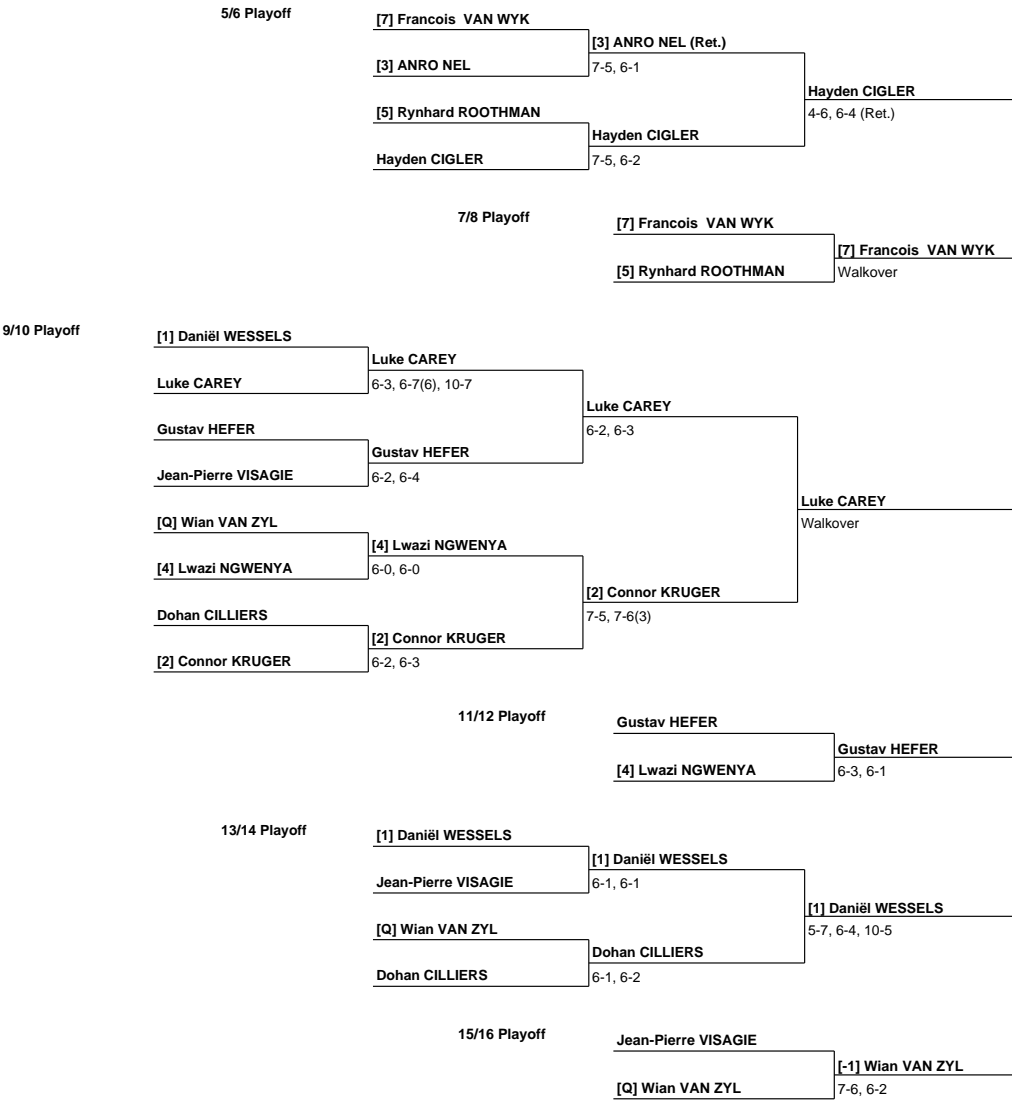 5/6 Playoff
[7] Francois  VAN WYK
[3] ANRO NEL (Ret.)
[3] ANRO NEL
7-5, 6-1
Hayden CIGLER
4-6, 6-4 (Ret.)
[5] Rynhard ROOTHMAN
Hayden CIGLER
Hayden CIGLER
7-5, 6-2
7/8 Playoff
[7] Francois  VAN WYK
[7] Francois  VAN WYK
[5] Rynhard ROOTHMAN
Walkover
9/10 Playoff
[1] Daniël WESSELS
Luke CAREY
Luke CAREY
6-3, 6-7(6), 10-7
Luke CAREY
6-2, 6-3
Gustav HEFER
Gustav HEFER
Jean-Pierre VISAGIE
6-2, 6-4
Luke CAREY
Walkover
[Q] Wian VAN ZYL
[4] Lwazi NGWENYA
[4] Lwazi NGWENYA
6-0, 6-0
[2] Connor KRUGER
7-5, 7-6(3)
Dohan CILLIERS
[2] Connor KRUGER
[2] Connor KRUGER
6-2, 6-3
11/12 Playoff
Gustav HEFER
Gustav HEFER
[4] Lwazi NGWENYA
6-3, 6-1
13/14 Playoff
[1] Daniël WESSELS
[1] Daniël WESSELS
Jean-Pierre VISAGIE
6-1, 6-1
[1] Daniël WESSELS
5-7, 6-4, 10-5
[Q] Wian VAN ZYL
Dohan CILLIERS
Dohan CILLIERS
6-1, 6-2
15/16 Playoff
Jean-Pierre VISAGIE
[-1] Wian VAN ZYL
[Q] Wian VAN ZYL
7-6, 6-2